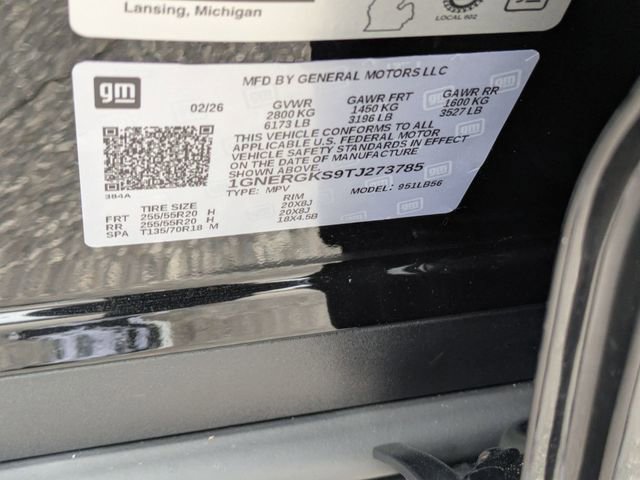 Lansing, Michigan
LOCAL 602
gm
MFD BY GENERAL MOTORS LLC
02/26
GVWR GAWR FRT GAWR RR
2800 KG 1450 KG 1600 KG
6173 LB 3196 LB 3527 LB
THIS VEHICLE CONFORMS TO ALL
APPLICABLE U.S. FEDERAL MOTOR
VEHICLE SAFETY STANDARDS IN EFFECT
ON THE DATE OF MANUFACTURE
SHOWN ABOVE.
1GNERGKS9TJ273785
TYPE: MPV MODEL: 951LB56
384A
TIRE SIZE RIM
FRT 255/55R20 H 20X8J
RR 255/55R20 H 20X8J
SPA T135/70R18 M 18X4.5B